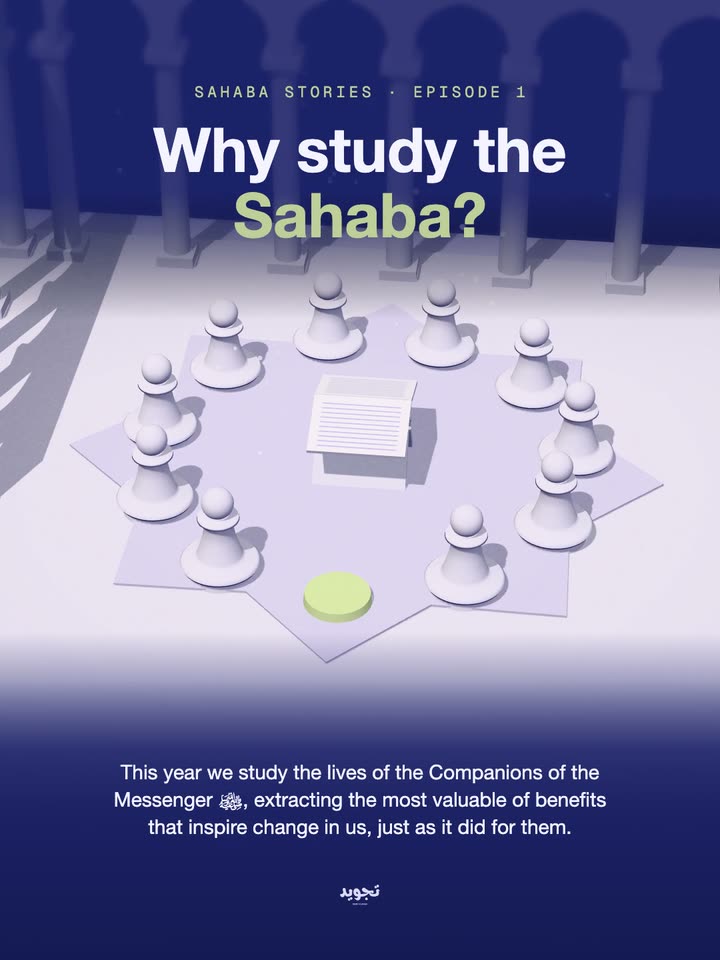 SAHABA STORIES · EPISODE 1
Why study the
Sahaba?
This year we study the lives of the Companions of the
Messenger ﷺ, extracting the most valuable of benefits
that inspire change in us, just as it did for them.
تجويد